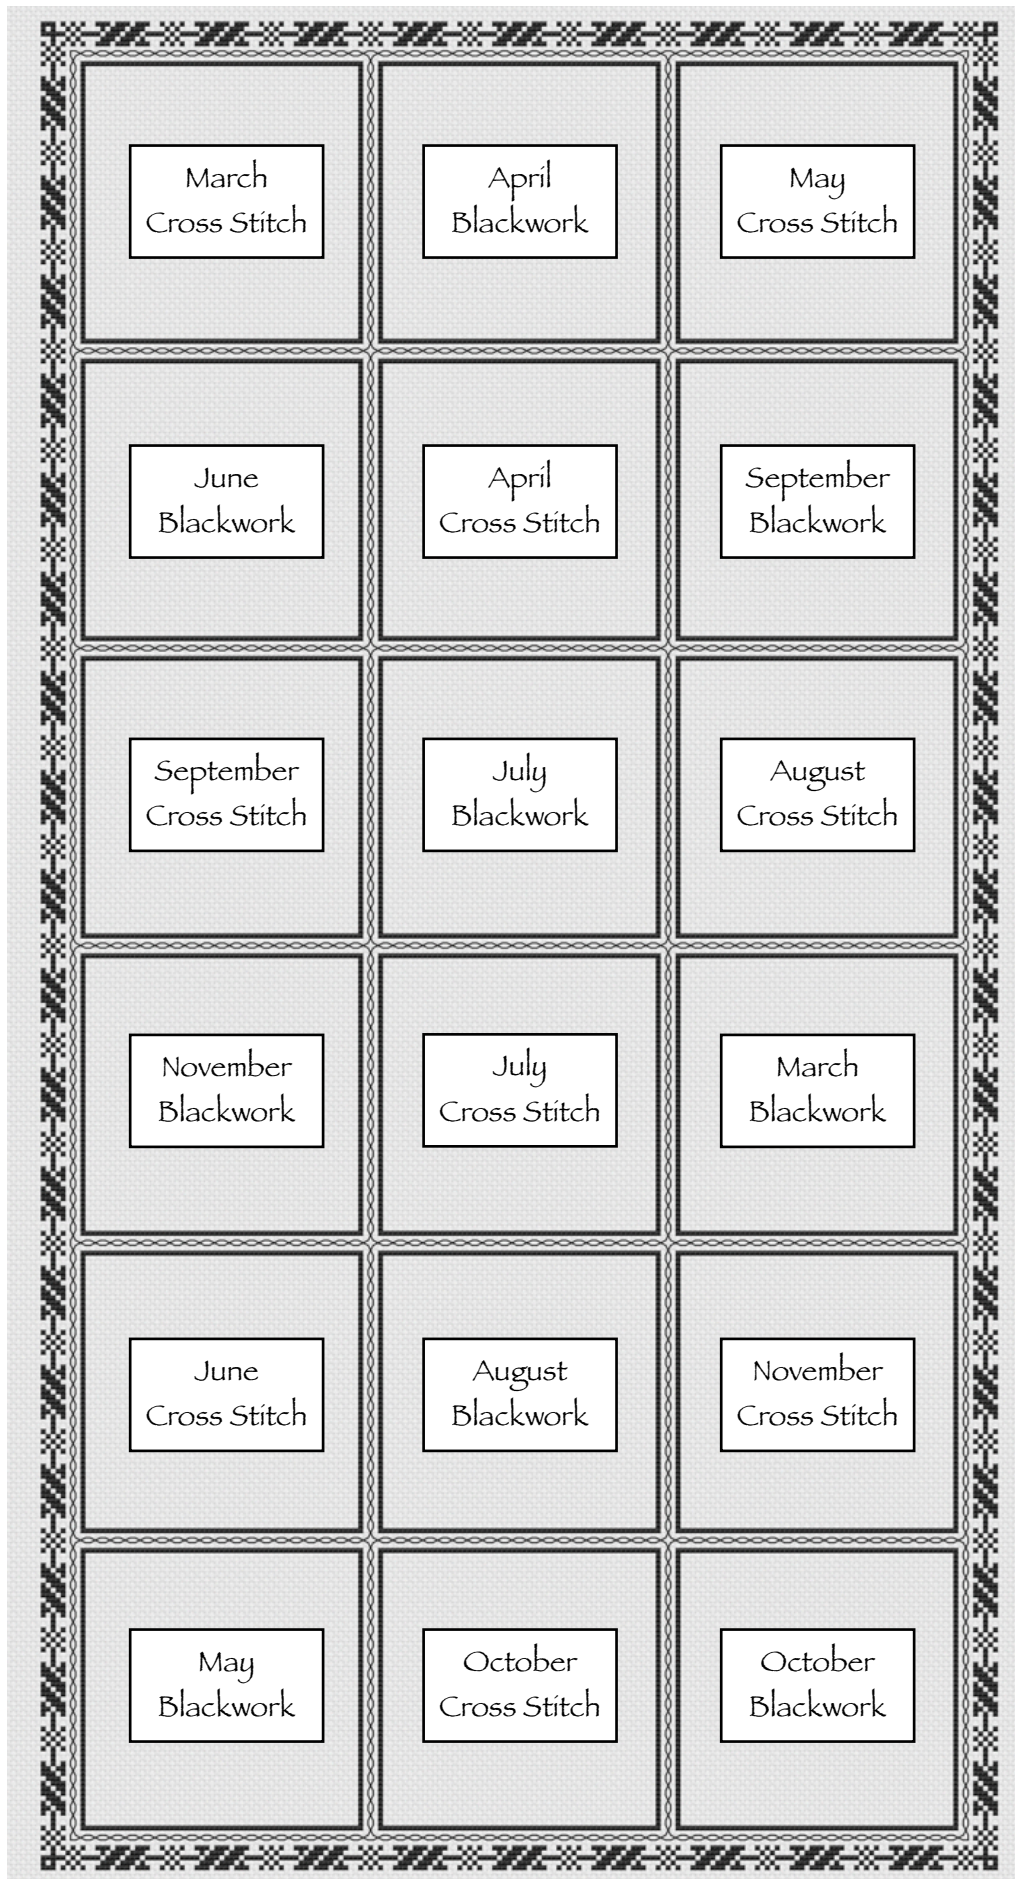 March
Cross Stitch
April
Blackwork
May
Cross Stitch
June
Blackwork
April
Cross Stitch
September
Blackwork
September
Cross Stitch
July
Blackwork
August
Cross Stitch
November
Blackwork
July
Cross Stitch
March
Blackwork
June
Cross Stitch
August
Blackwork
November
Cross Stitch
May
Blackwork
October
Cross Stitch
October
Blackwork